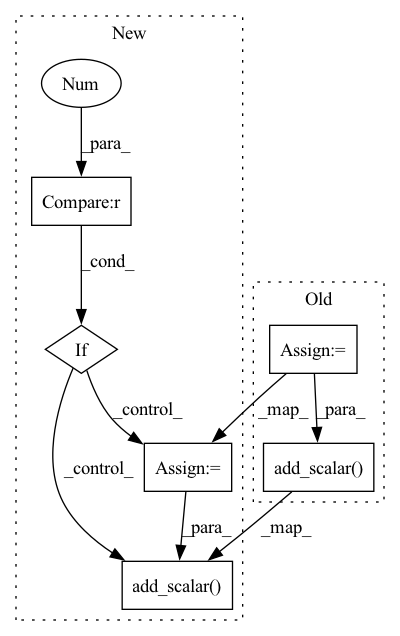 New
Num
_para_
Compare:r
_cond_
Old
If
Assign:=
_control_
_map_
_para_
_control_
Assign:=
add_scalar()
_para_
_map_
add_scalar()